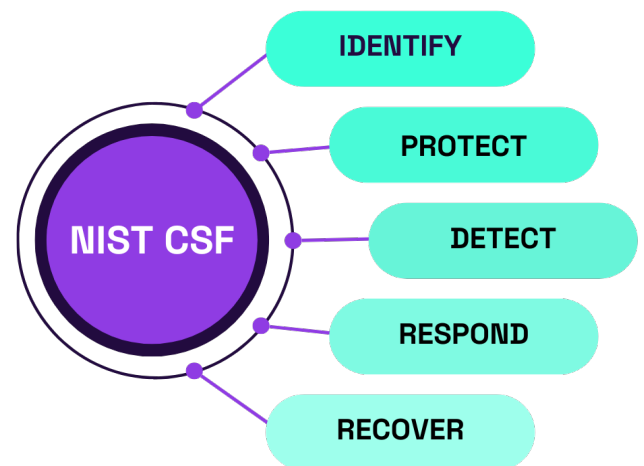 IDENTIFY
PROTECT
NIST CSF
DETECT
RESPOND
RECOVER